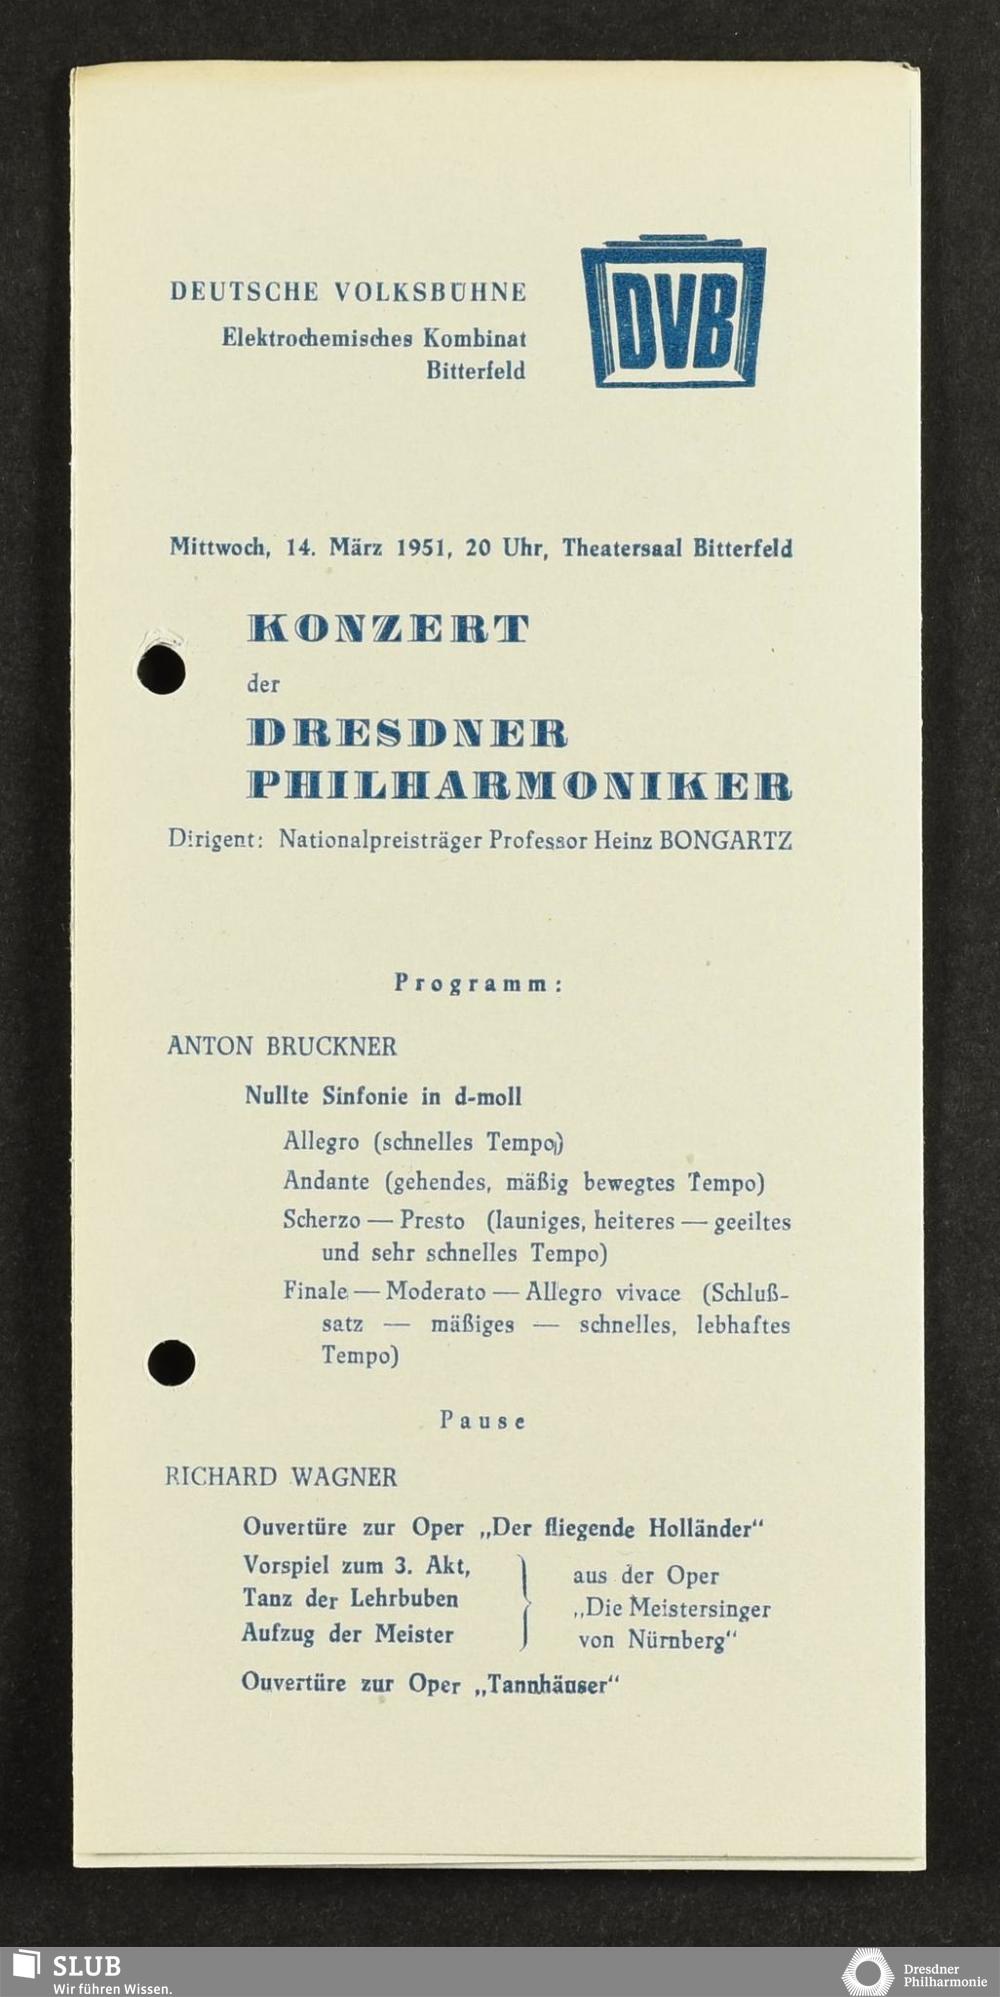 DEUTSCHE VOLKSBÜHNE
Elektrochemisches Kombinat
Bitterfeld
DVB
Mittwoch, 14. März 1951, 20 Uhr, Theatersaal Bitterfeld
KONZERT
der
DRESDNER
PHILHARMONIKER
Dirigent: Nationalpreisträger Professor Heinz BONGARTZ
Programm:
ANTON BRUCKNER
Nullte Sinfonie in d-moll
Allegro (schnelles Tempo)
Andante (gehendes, mäßig bewegtes Tempo)
Scherzo — Presto (launiges, heiteres — geeiltes
und sehr schnelles Tempo)
Finale — Moderato — Allegro vivace (Schluß-
satz — mäßiges — schnelles, lebhaftes
Tempo)
Pause
RICHARD WAGNER
Ouvertüre zur Oper „Der fliegende Holländer“
Vorspiel zum 3. Akt,
Tanz der Lehrbuben
Aufzug der Meister
aus der Oper
„Die Meistersinger
von Nürnberg“
Ouvertüre zur Oper „Tannhäuser“
SLUB
Wir führen Wissen.
Dresdner
Philharmonie